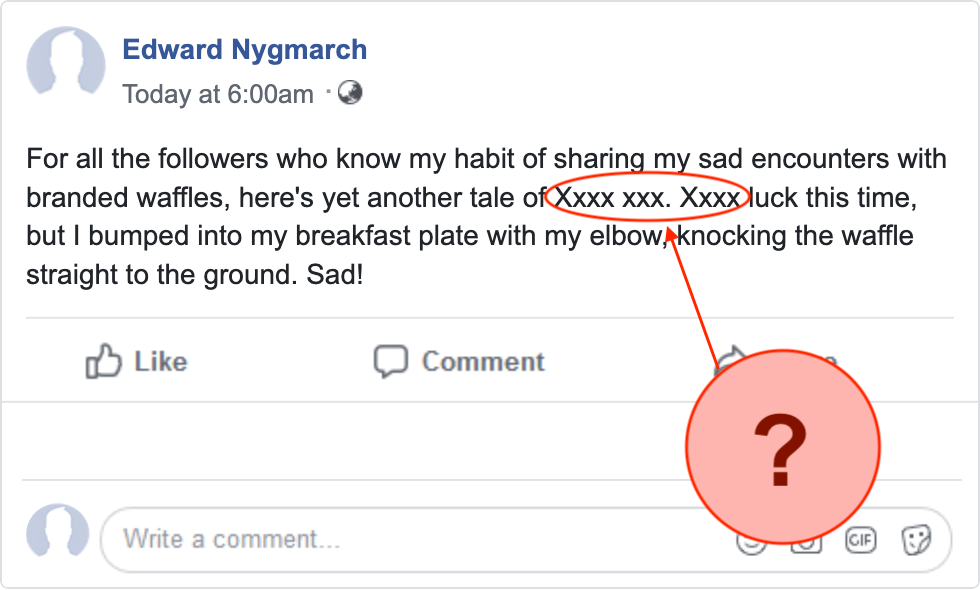 Edward Nygmarch
Today at 6:00am ·
For all the followers who know my habit of sharing my sad encounters with
branded waffles, here's yet another tale of Xxxx xxx. Xxxx luck this time,
but I bumped into my breakfast plate with my elbow, knocking the waffle
straight to the ground. Sad!
Like
Comment
?
Write a comment...
GIF